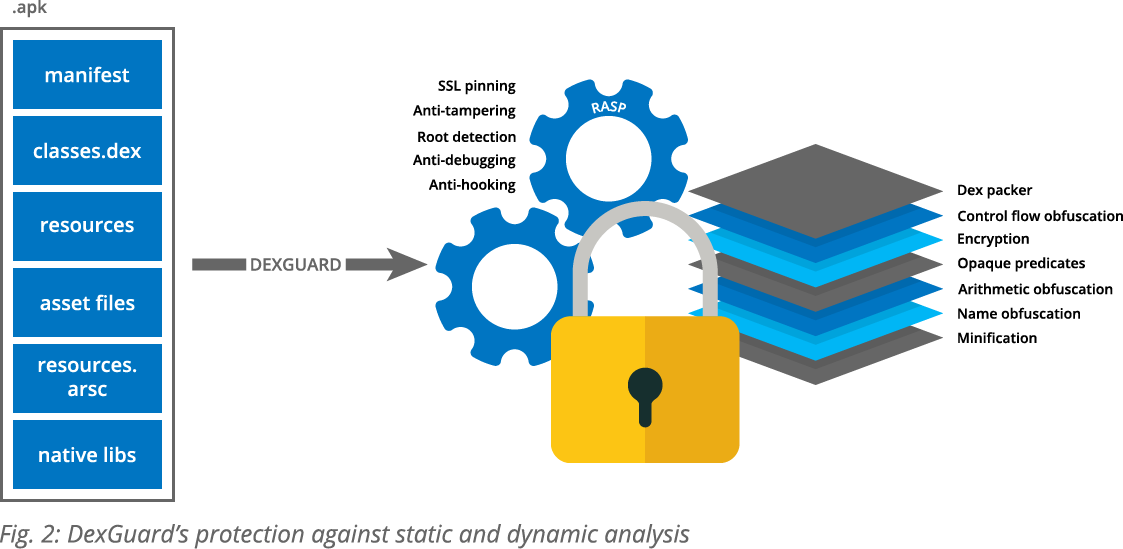 .apk
manifest
classes.dex
resources
asset files
resources.
arsc
native libs
DEXGUARD
SSL pinning
Anti-tampering
Root detection
Anti-debugging
Anti-hooking
RASP
Dex packer
Control flow obfuscation
Encryption
Opaque predicates
Arithmetic obfuscation
Name obfuscation
Minification
Fig. 2: DexGuard’s protection against static and dynamic analysis